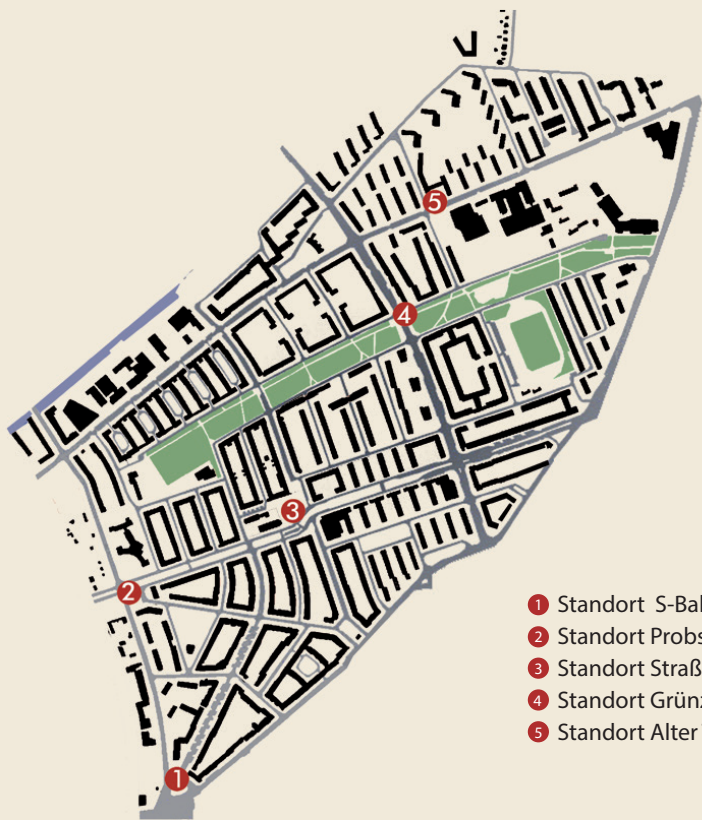 5
4
3
2
1
1 Standort S-Bal
2 Standort Probs
3 Standort Straß
4 Standort Grünz
5 Standort Alter